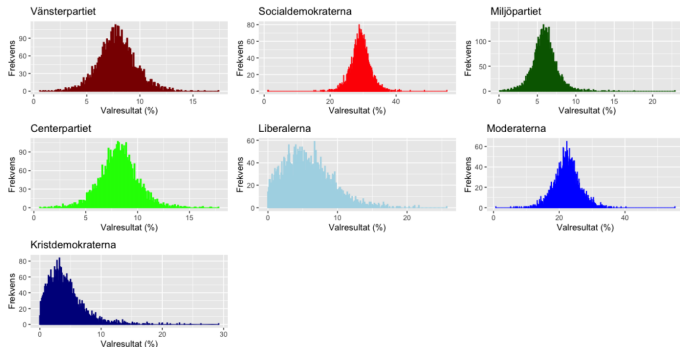 Vänsterpartiet
Frekvens
90
60
30
0
0 5 10 15
Valresultat (%)
Socialdemokraterna
Frekvens
80
60
40
20
0
0 20 40
Valresultat (%)
Miljöpartiet
Frekvens
100
50
0
0 5 10 15 20
Valresultat (%)
Centerpartiet
Frekvens
90
60
30
0
0 5 10 15
Valresultat (%)
Liberalerna
Frekvens
60
40
20
0
0 10 20
Valresultat (%)
Moderaterna
Frekvens
60
40
20
0
0 20 40
Valresultat (%)
Kristdemokraterna
Frekvens
80
60
40
20
0
0 10 20 30
Valresultat (%)